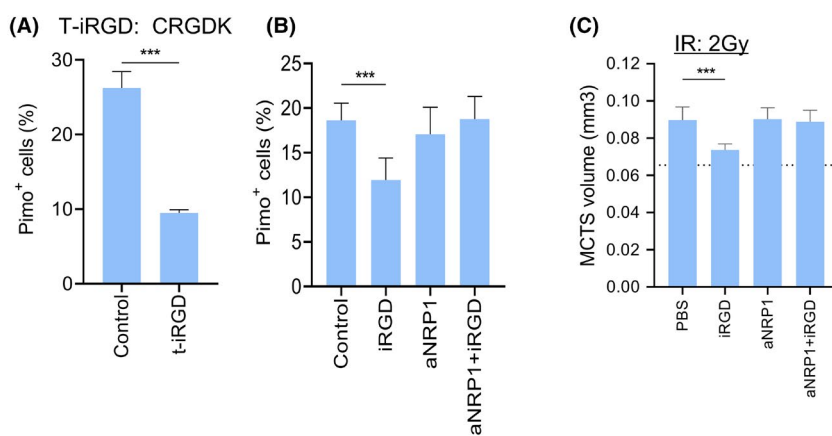 (A) T-iRGD: CRGDK
***
Pimo+ cells (%)
30
20
10
0
Control
t-iRGD
(B)
***
Pimo+ cells (%)
25
20
15
10
5
0
Control
iRGD
aNRP1
aNRP1+iRGD
(C)
IR: 2Gy
***
MCTS volume (mm3)
0.12
0.10
0.08
0.06
0.04
0.02
0.00
PBS
iRGD
aNRP1
aNRP1+iRGD